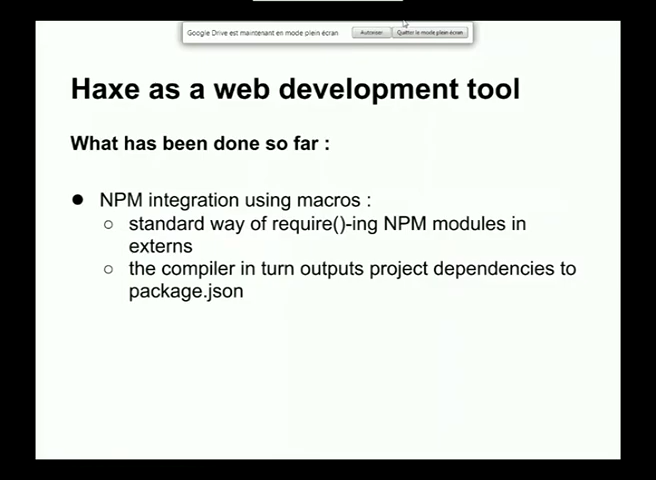 Google Drive est maintenant en mode plein écran
Autoriser
Quitter le mode plein écran
Haxe as a web development tool
What has been done so far :
● NPM integration using macros :
○ standard way of require()-ing NPM modules in
externs
○ the compiler in turn outputs project dependencies to
package.json